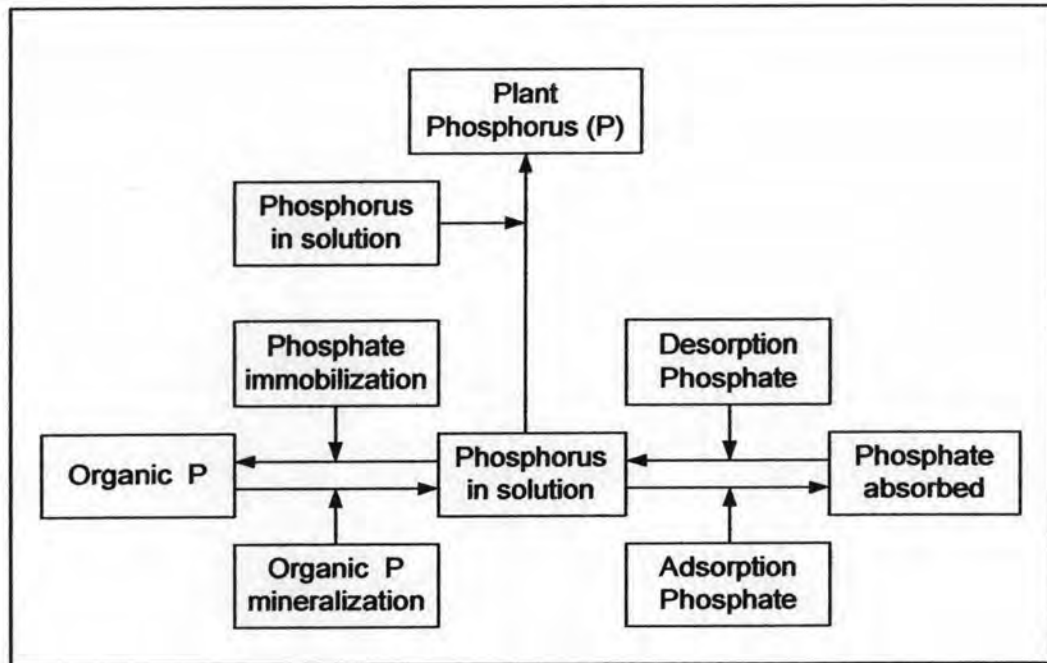 Plant
Phosphorus (P)
Phosphorus
in solution
Phosphate
immobilization
Desorption
Phosphate
Organic P
Phosphorus
in solution
Phosphate
absorbed
Organic P
mineralization
Adsorption
Phosphate